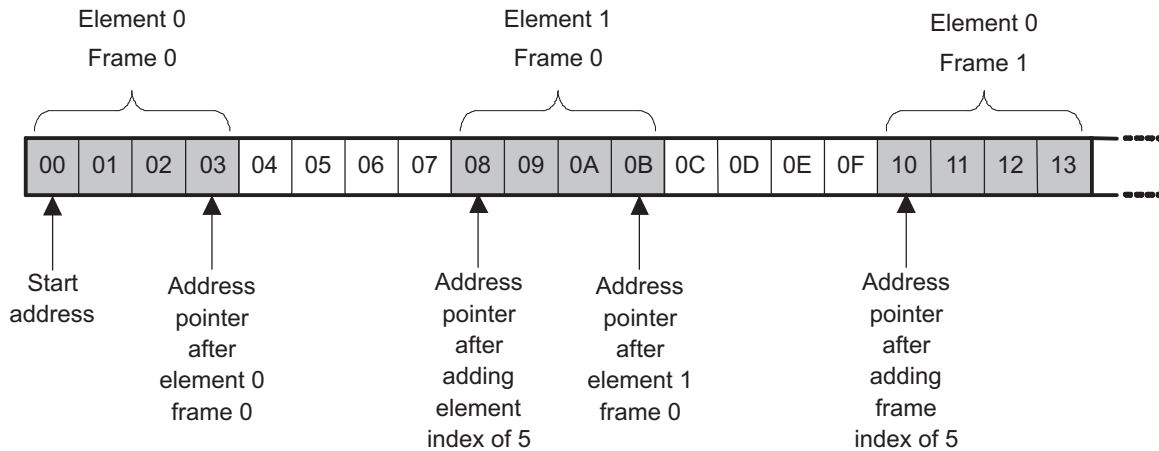 Element 0
Frame 0
Element 1
Frame 0
Element 0
Frame 1
00 01 02 03 04 05 06 07 08 09 0A 0B 0C 0D 0E 0F 10 11 12 13
Start
address
Address
pointer
after
element 0
frame 0
Address
pointer
after
adding
element
index of 5
Address
pointer
after
element 1
frame 0
Address
pointer
after
adding
frame
index of 5